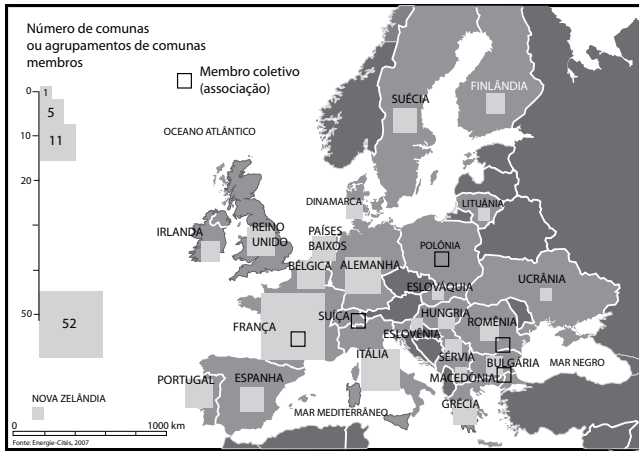 Número de comunas
ou agrupamentos de comunas
membros
Membro coletivo
(associação)
0
1
5
10
11
20
50
52
OCEANO ATLÂNTICO
SUÉCIA
FINLÂNDIA
DINAMARCA
LITUÂNIA
IRLANDA
REINO
UNIDO
PAÍSES
BAIXOS
POLÔNIA
BÉLGICA
ALEMANHA
ESLOVÁQUIA
UCRÂNIA
FRANÇA
SUÍÇA
HUNGRIA
ROMÊNIA
ESLOVÊNIA
ITÁLIA
SÉRVIA
BULGÁRIA
MAR NEGRO
MACEDÔNIA
PORTUGAL
ESPANHA
GRÉCIA
NOVA ZELÂNDIA
MAR MEDITERRÂNEO
0
1000 km
Fonte: Energie-Cités, 2007